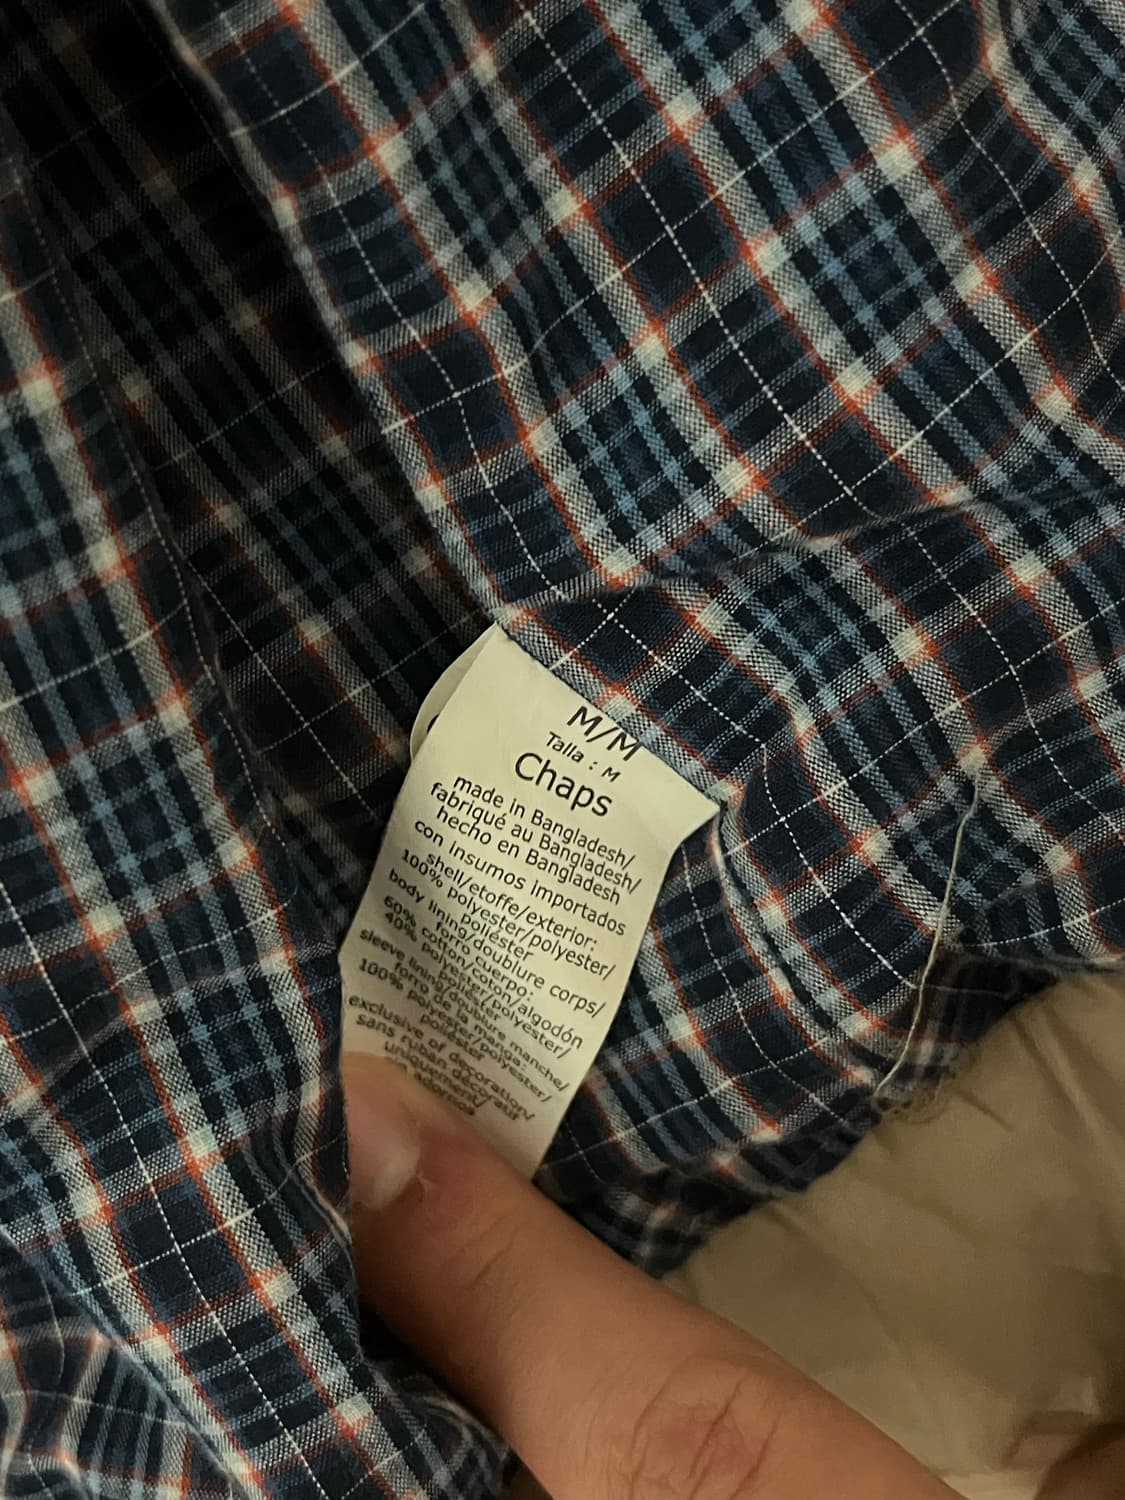 M/M
Talla : M
Chaps
made in Bangladesh/
fabriqué au Bangladesh/
hecho en Bangladesh
con insumos importados
shell/etoffe/exterior:
100% polyester/polyester/
poliéster
body lining/doublure corps/
forro cuerpo:
60% cotton/coton/algodón
40% polyester/polyester/
poliéster
sleeve lining/doublure manche/
forro de la manga:
100% polyester/polyester/
poliéster
exclusive of decoration/
sans ruban décoratif
uniquement/
adornos